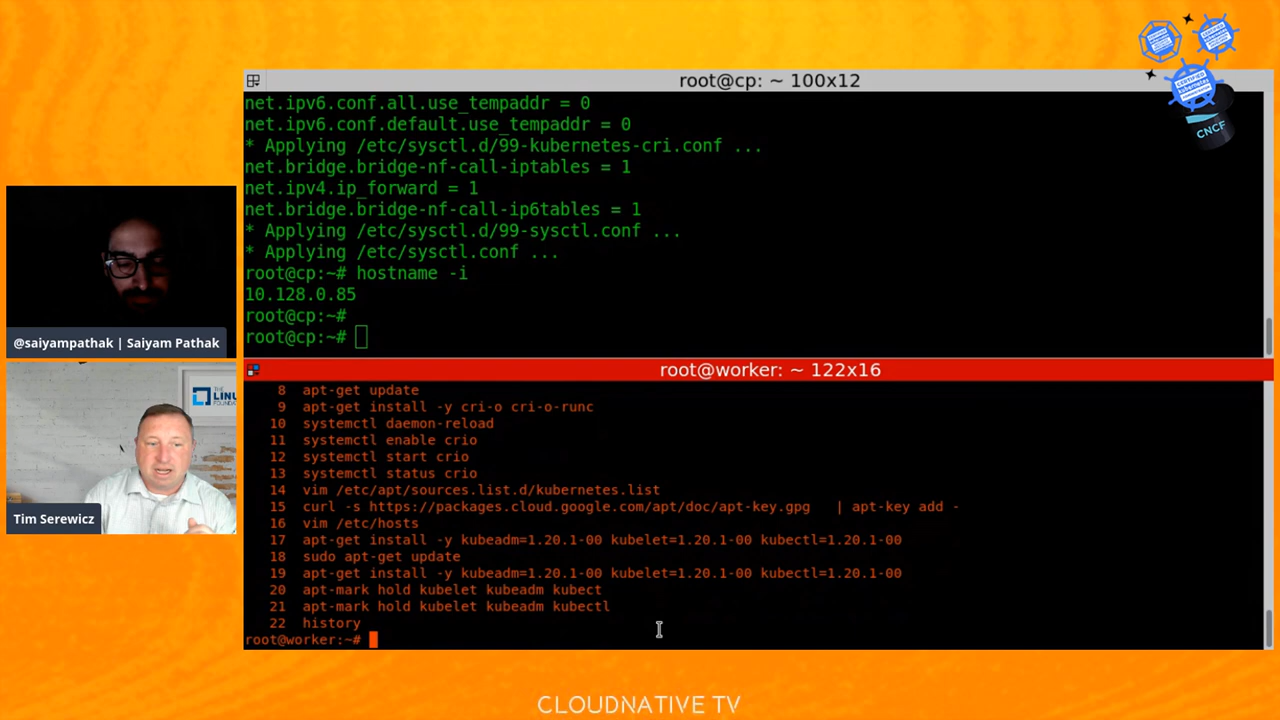 root@cp: ~ 100x12
net.ipv6.conf.all.use_tempaddr = 0
net.ipv6.conf.default.use_tempaddr = 0
* Applying /etc/sysctl.d/99-kubernetes-cri.conf ...
net.bridge.bridge-nf-call-iptables = 1
net.ipv4.ip_forward = 1
net.bridge.bridge-nf-call-ip6tables = 1
* Applying /etc/sysctl.d/99-sysctl.conf ...
* Applying /etc/sysctl.conf ...
root@cp:~# hostname -i
10.128.0.85
root@cp:~#
root@cp:~#
CNCF
@saiyampathak | Saiyam Pathak
THE
LINU
FOUNDA
Tim Serewicz
root@worker: ~ 122x16
8 apt-get update
9 apt-get install -y cri-o cri-o-runc
10 systemctl daemon-reload
11 systemctl enable crio
12 systemctl start crio
13 systemctl status crio
14 vim /etc/apt/sources.list.d/kubernetes.list
15 curl -s https://packages.cloud.google.com/apt/doc/apt-key.gpg | apt-key add -
16 vim /etc/hosts
17 apt-get install -y kubeadm=1.20.1-00 kubelet=1.20.1-00 kubectl=1.20.1-00
18 sudo apt-get update
19 apt-get install -y kubeadm=1.20.1-00 kubelet=1.20.1-00 kubectl=1.20.1-00
20 apt-mark hold kubelet kubeadm kubect
21 apt-mark hold kubelet kubeadm kubectl
22 history
root@worker:~#
CLOUDNATIVE TV